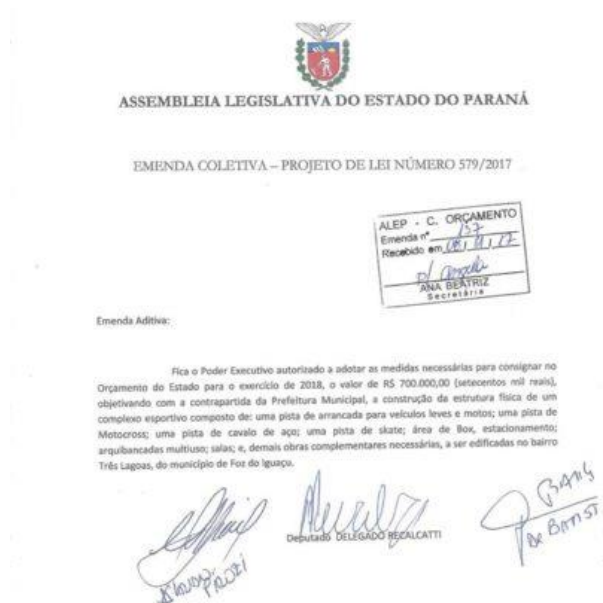 ASSEMBLEIA LEGISLATIVA DO ESTADO DO PARANÁ
EMENDA COLETIVA – PROJETO DE LEI NÚMERO 579/2017
ALEP - C. ORÇAMENTO
Emenda nº 137
Recebido em
ANA BEATRIZ
Secretária
Emenda Aditiva:
Fica o Poder Executivo autorizado a adotar as medidas necessárias para consignar no
Orçamento do Estado para o exercício de 2018, o valor de R$ 700.000,00 (setecentos mil reais),
objetivando com a contrapartida da Prefeitura Municipal, a construção da estrutura física de um
complexo esportivo composto de: uma pista de arrancada para veículos leves e motos; uma pista de
Motocross; uma pista de cavalo de aço; uma pista de skate; área de Box, estacionamento;
arquibancadas multiuso; salas; e, demais obras complementares necessárias, a ser edificadas no bairro
Três Lagoas, do município de Foz do Iguaçu.
Deputado DELEGADO RECALCATTI